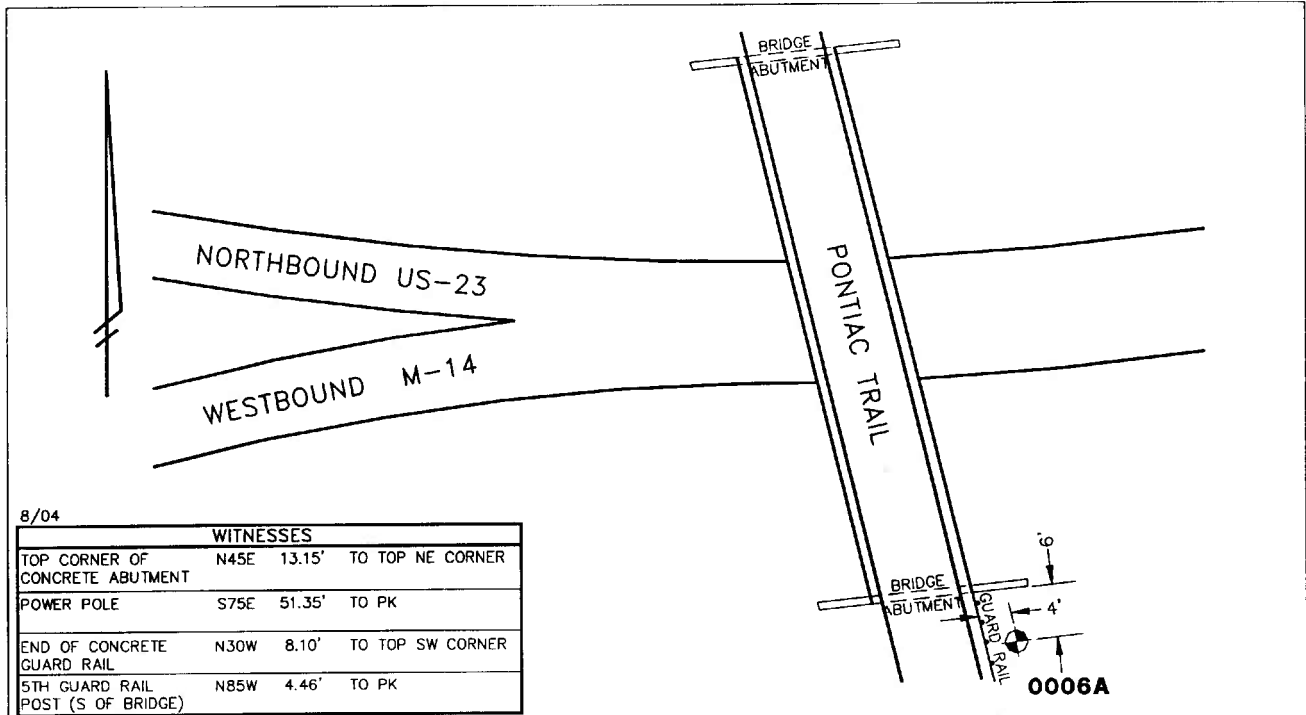 BRIDGE
ABUTMENT
NORTHBOUND US-23
PONTIAC TRAIL
WESTBOUND M-14
8/04
WITNESSES
TOP CORNER OF CONCRETE ABUTMENT N45E 13.15' TO TOP NE CORNER
POWER POLE S75E 51.35' TO PK
END OF CONCRETE GUARD RAIL N30W 8.10' TO TOP SW CORNER
5TH GUARD RAIL POST (S OF BRIDGE) N85W 4.46' TO PK
BRIDGE
ABUTMENT
GUARD RAIL
9'
4'
0006A